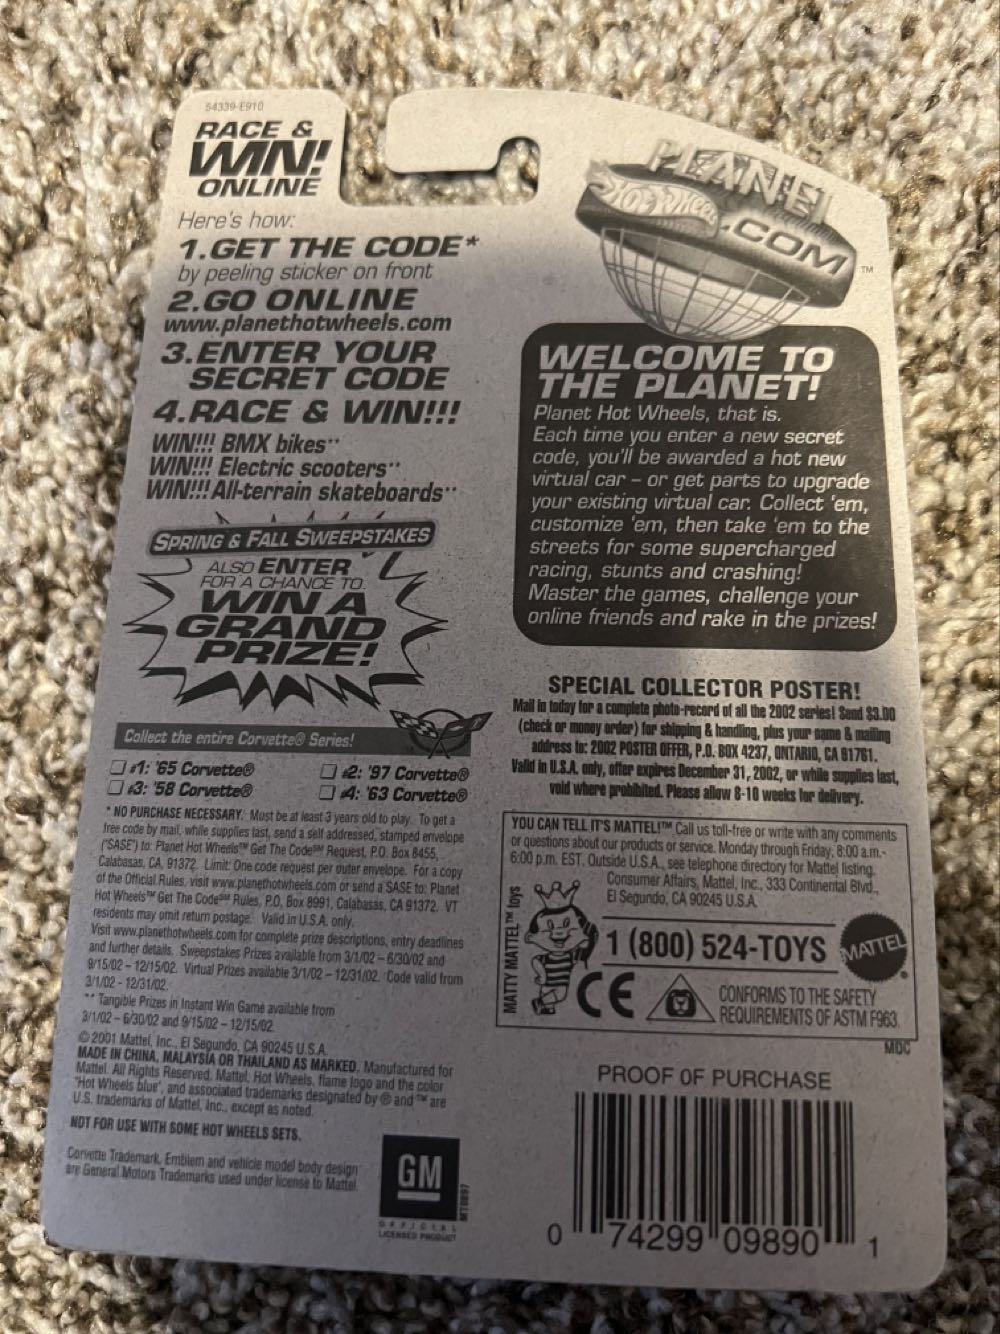 54339-E910
RACE &
WIN!
ONLINE
Here's how:
1.GET THE CODE*
by peeling sticker on front
2.GO ONLINE
www.planethotwheels.com
3.ENTER YOUR
SECRET CODE
4.RACE & WIN!!!
WIN!!! BMX bikes**
WIN!!! Electric scooters**
WIN!!! All-terrain skateboards**
SPRING & FALL SWEEPSTAKES
ALSO ENTER
FOR A CHANCE TO
WIN A
GRAND
PRIZE!
Collect the entire Corvette® Series!
#1: '65 Corvette®
#2: '97 Corvette®
#3: '58 Corvette®
#4: '63 Corvette®
* NO PURCHASE NECESSARY. Must be at least 3 years old to play. To get a
free code by mail, while supplies last, send a self addressed, stamped envelope
("SASE") to: Planet Hot Wheels™ Get The Code℠ Request, P.O. Box 8455,
Calabasas, CA. 91372. Limit: One code request per outer envelope. For a copy
of the Official Rules, visit www.planethotwheels.com or send a SASE to: Planet
Hot Wheels™ Get The Code℠ Rules, P.O. Box 8991, Calabasas, CA 91372. VT
residents may omit return postage. Valid in U.S.A. only.
Visit www.planethotwheels.com for complete prize descriptions, entry deadlines
and further details. Sweepstakes Prizes available from 3/1/02 – 6/30/02 and
9/15/02 - 12/15/02. Virtual Prizes available 3/1/02 – 12/31/02. Code valid from
3/1/02 - 12/31/02.
** Tangible Prizes in Instant Win Game available from
3/1/02 – 6/30/02 and 9/15/02 – 12/15/02.
© 2001 Mattel, Inc., El Segundo, CA 90245 U.S.A.
MADE IN CHINA, MALAYSIA OR THAILAND AS MARKED. Manufactured for
Mattel. All Rights Reserved. Mattel, Hot Wheels, flame logo and the color
"Hot Wheels blue", and associated trademarks designated by ® and ™ are
U.S. trademarks of Mattel, Inc., except as noted.
NOT FOR USE WITH SOME HOT WHEELS SETS.
Corvette Trademark, Emblem and vehicle model body design
are General Motors Trademarks used under license to Mattel.
GM
OFFICIAL
LICENSED PRODUCT
MT0897
PLANET
Hot Wheels
.COM™
WELCOME TO
THE PLANET!
Planet Hot Wheels, that is.
Each time you enter a new secret
code, you'll be awarded a hot new
virtual car – or get parts to upgrade
your existing virtual car. Collect 'em,
customize 'em, then take 'em to the
streets for some supercharged
racing, stunts and crashing!
Master the games, challenge your
online friends and rake in the prizes!
SPECIAL COLLECTOR POSTER!
Mail in today for a complete photo-record of all the 2002 series! Send $3.00
(check or money order) for shipping & handling, plus your name & mailing
address to: 2002 POSTER OFFER, P.O. BOX 4237, ONTARIO, CA 91761.
Valid in U.S.A. only, offer expires December 31, 2002, or while supplies last,
void where prohibited. Please allow 8-10 weeks for delivery.
YOU CAN TELL IT'S MATTEL!™ Call us toll-free or write with any comments
or questions about our products or service. Monday through Friday, 8:00 a.m.-
6:00 p.m. EST. Outside U.S.A., see telephone directory for Mattel listing.
Consumer Affairs, Mattel, Inc., 333 Continental Blvd.,
El Segundo, CA 90245 U.S.A.
MATTY MATTEL™ toys
1 (800) 524-TOYS
MATTEL®
CE
CONFORMS TO THE SAFETY
REQUIREMENTS OF ASTM F963.
MDC
PROOF OF PURCHASE
0 74299 09890 1